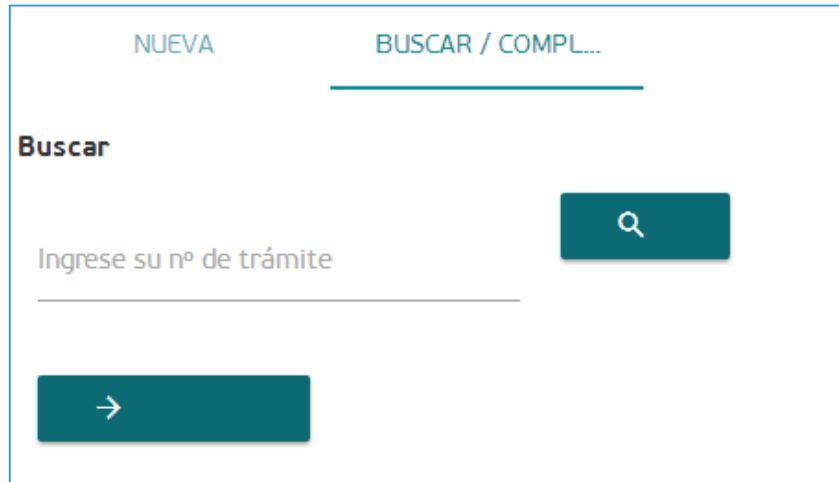 NUEVA BUSCAR / COMPL...
Buscar
Ingrese su nº de trámite